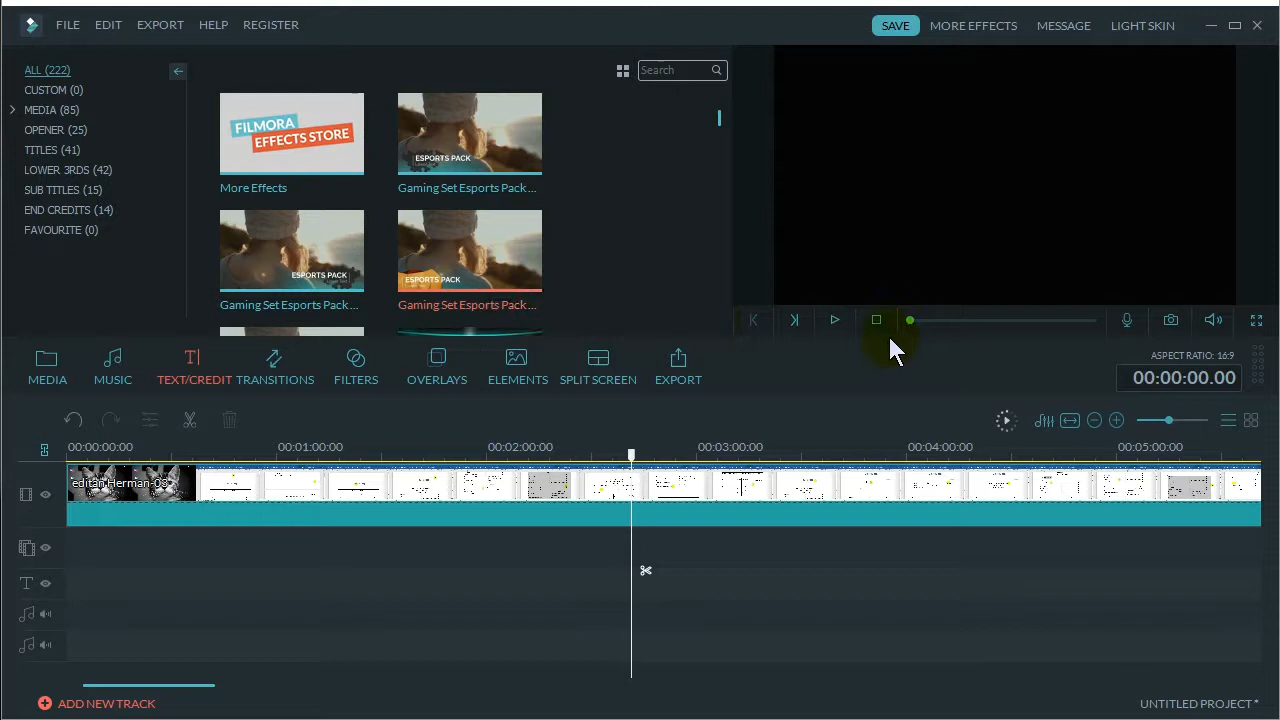 FILE EDIT EXPORT HELP REGISTER SAVE MORE EFFECTS MESSAGE LIGHT SKIN
ALL (222)
CUSTOM (0)
MEDIA (85)
OPENER (25)
TITLES (41)
LOWER 3RDS (42)
SUB TITLES (15)
END CREDITS (14)
FAVOURITE (0)
Search
FILMORA
EFFECTS STORE
More Effects
ESPORTS PACK
Gaming Set Esports Pack ...
ESPORTS PACK
Gaming Set Esports Pack ...
ESPORTS PACK
Gaming Set Esports Pack ...
MEDIA MUSIC TEXT/CREDIT TRANSITIONS FILTERS OVERLAYS ELEMENTS SPLIT SCREEN EXPORT
ASPECT RATIO: 16:9
00:00:00.00
00:00:00:00 00:01:00:00 00:02:00:00 00:03:00:00 00:04:00:00 00:05:00:00
editan Herman-03
ADD NEW TRACK
UNTITLED PROJECT *